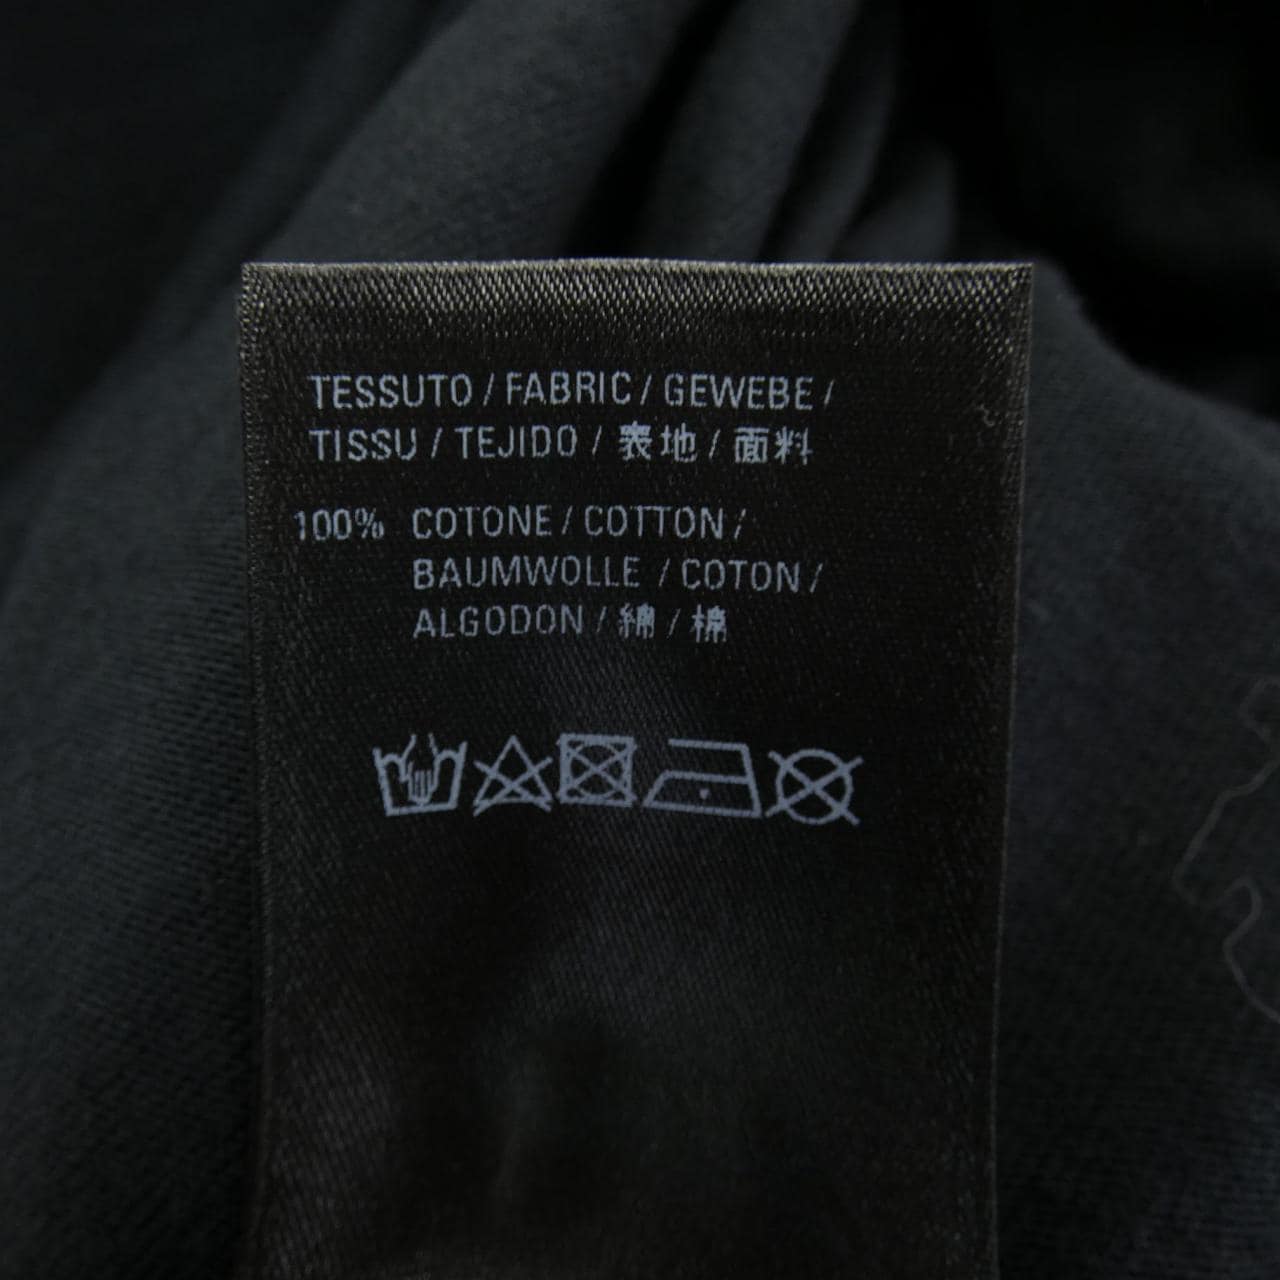 TESSUTO / FABRIC / GEWEBE /
TISSU / TEJIDO / 表地 / 面料
100% COTONE / COTTON /
BAUMWOLLE / COTON /
ALGODON / 綿 / 棉